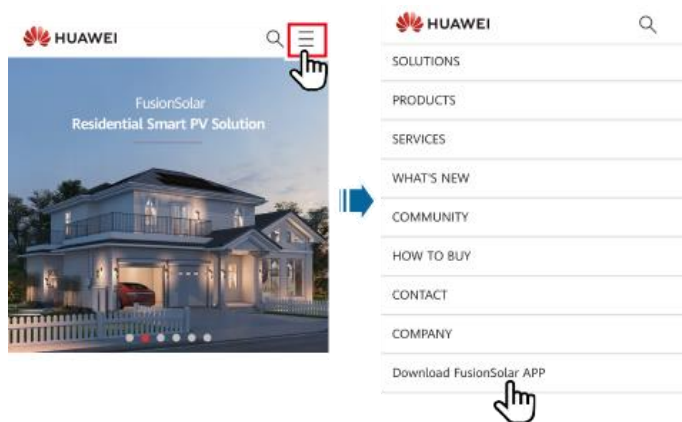 HUAWEI
FusionSolar
Residential Smart PV Solution
HUAWEI
SOLUTIONS
PRODUCTS
SERVICES
WHAT'S NEW
COMMUNITY
HOW TO BUY
CONTACT
COMPANY
Download FusionSolar APP